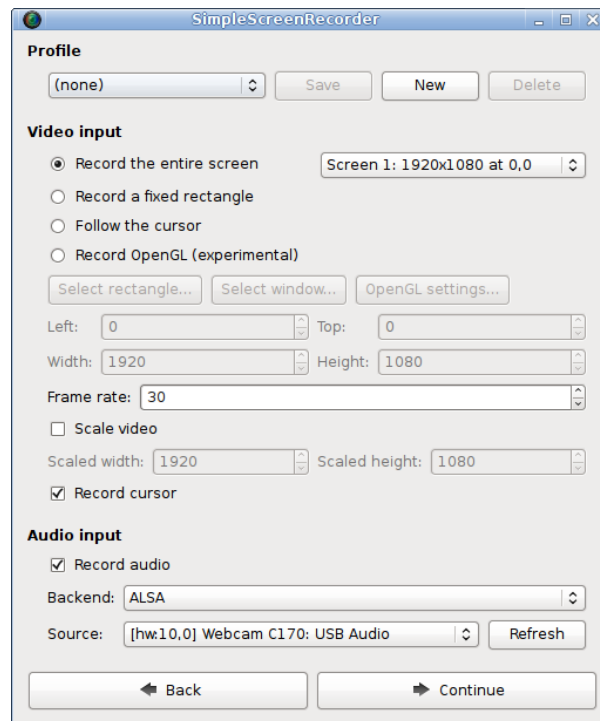 SimpleScreenRecorder
Profile
(none) Save New Delete
Video input
Record the entire screen Screen 1: 1920x1080 at 0,0
Record a fixed rectangle
Follow the cursor
Record OpenGL (experimental)
Select rectangle... Select window... OpenGL settings...
Left: 0 Top: 0
Width: 1920 Height: 1080
Frame rate: 30
Scale video
Scaled width: 1920 Scaled height: 1080
Record cursor
Audio input
Record audio
Backend: ALSA
Source: [hw:10,0] Webcam C170: USB Audio Refresh
Back Continue